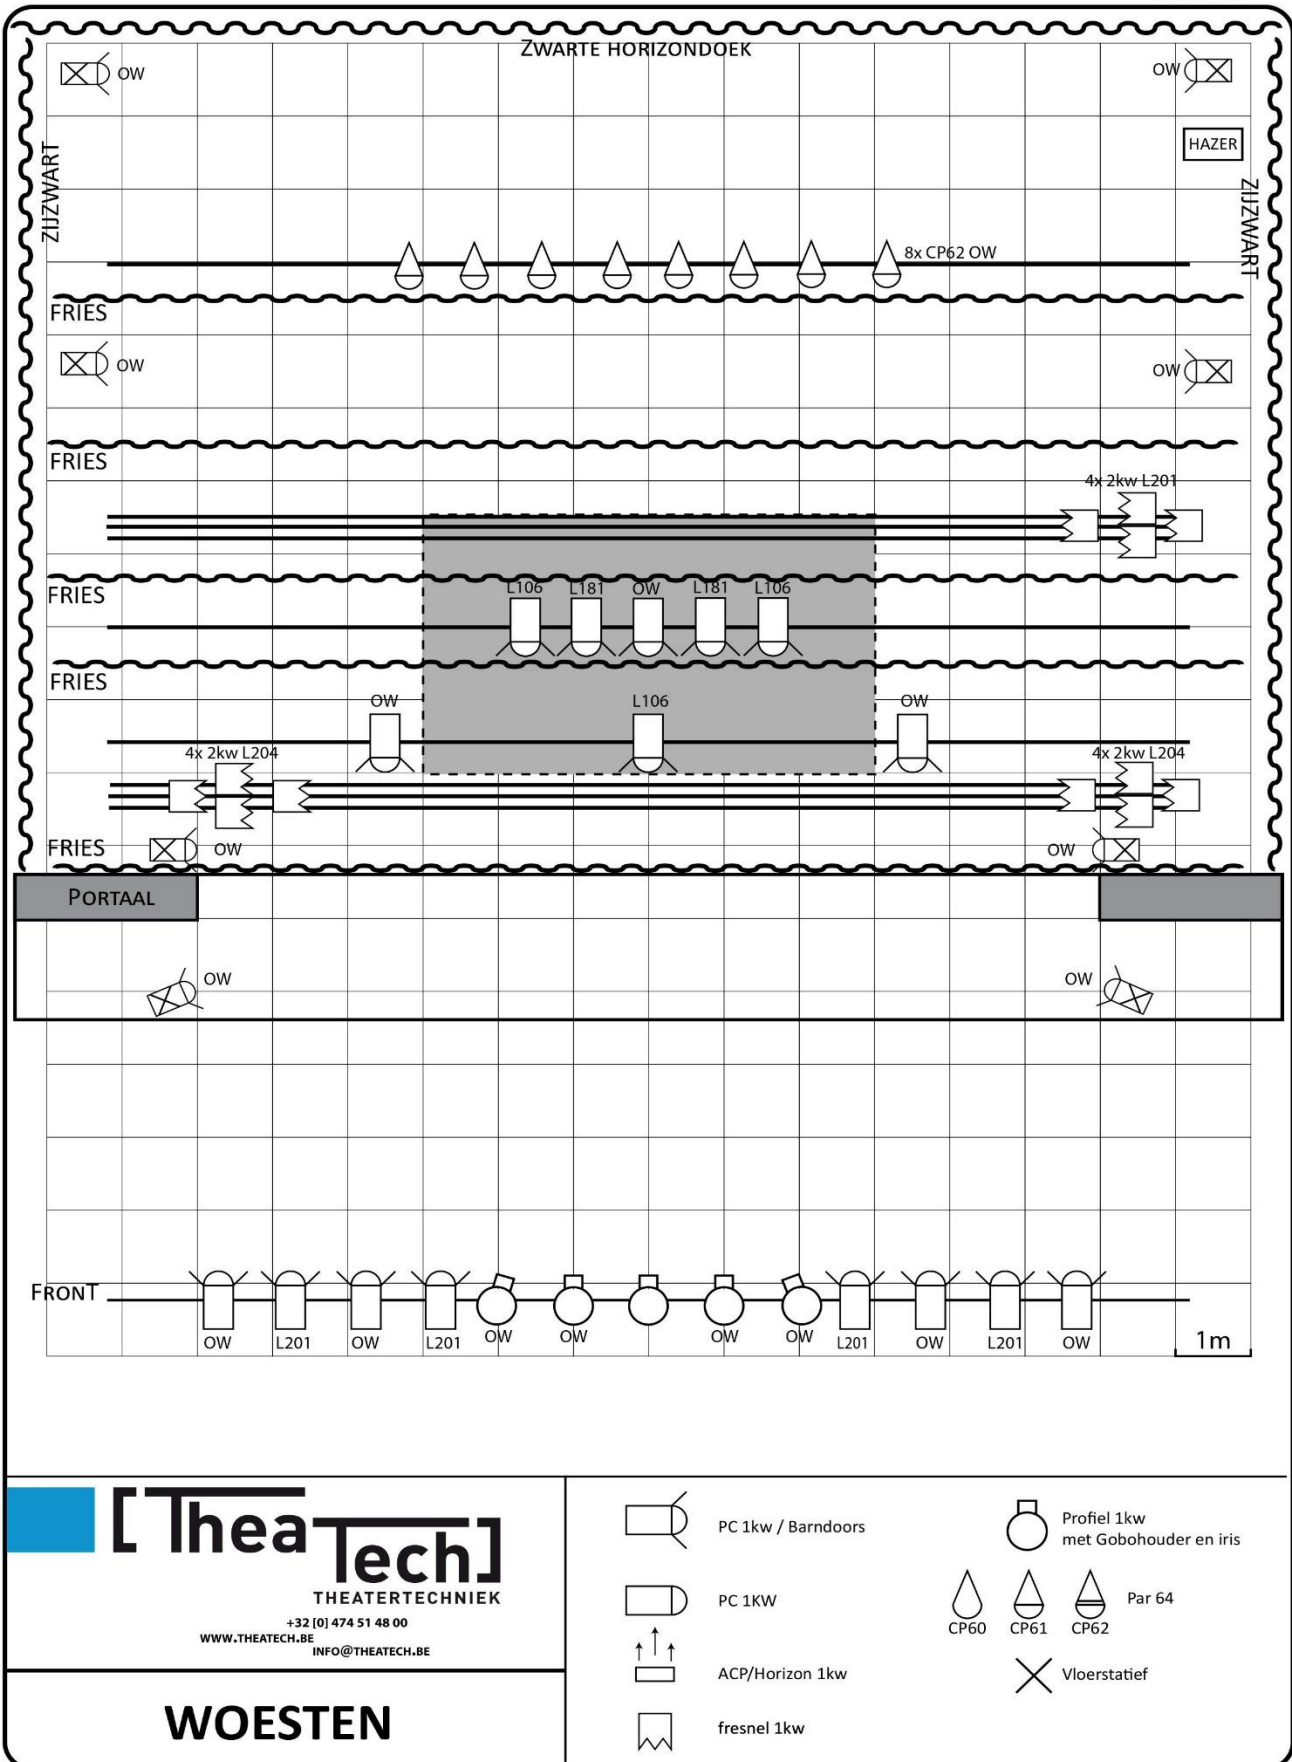 ZWARTE HORIZONDOEK
OW
OW
HAZER
ZIJZWART
ZIJZWART
8x CP62 OW
FRIES
OW
OW
FRIES
4x 2kw L201
FRIES
L106 L181 OW L181 L106
FRIES
OW L106 OW
4x 2kw L204
4x 2kw L204
FRIES
OW
OW
PORTAAL
OW
OW
FRONT
OW L201 OW L201 OW OW OW OW L201 OW L201 OW
1m
[TheaTech]
THEATERTECHNIEK
+32 [0] 474 51 48 00
WWW.THEATECH.BE
INFO@THEATECH.BE
WOESTEN
PC 1kw / Barndoors
PC 1KW
ACP/Horizon 1kw
fresnel 1kw
Profiel 1kw
met Gobohouder en iris
Par 64
CP60 CP61 CP62
Vloerstatief